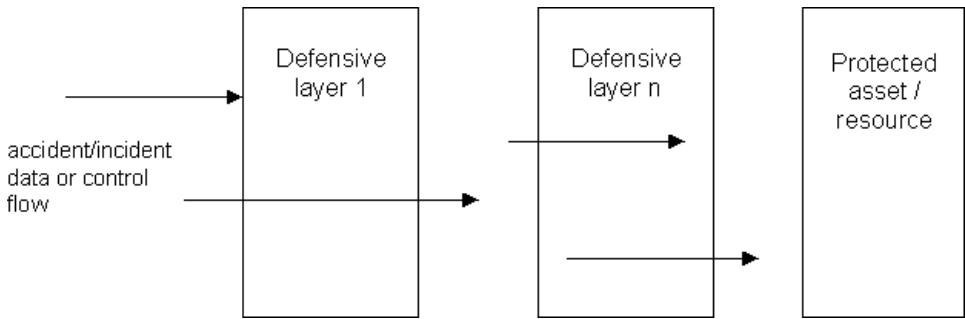 Defensive
layer 1
Defensive
layer n
Protected
asset /
resource
accident/incident
data or control
flow